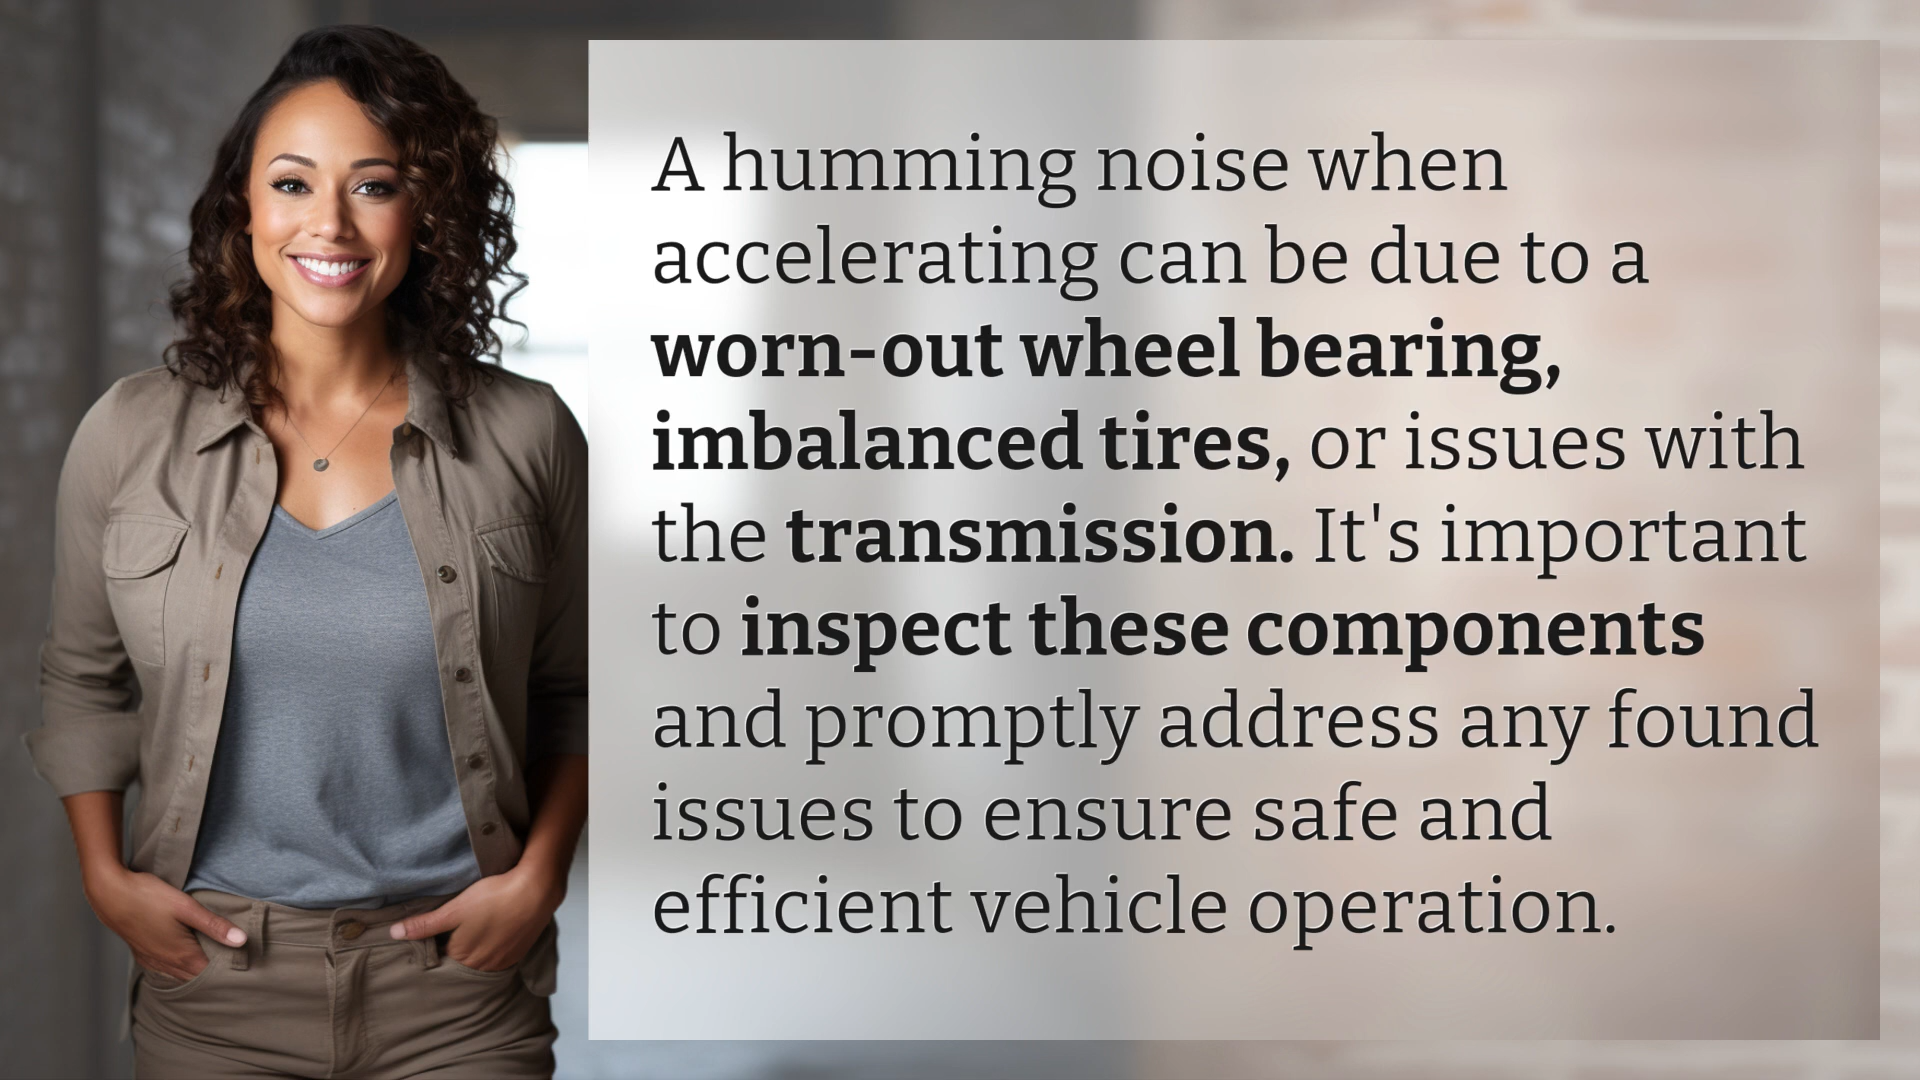 A humming noise when
accelerating can be due to a
worn-out wheel bearing,
imbalanced tires, or issues with
the transmission. It's important
to inspect these components
and promptly address any found
issues to ensure safe and
efficient vehicle operation.